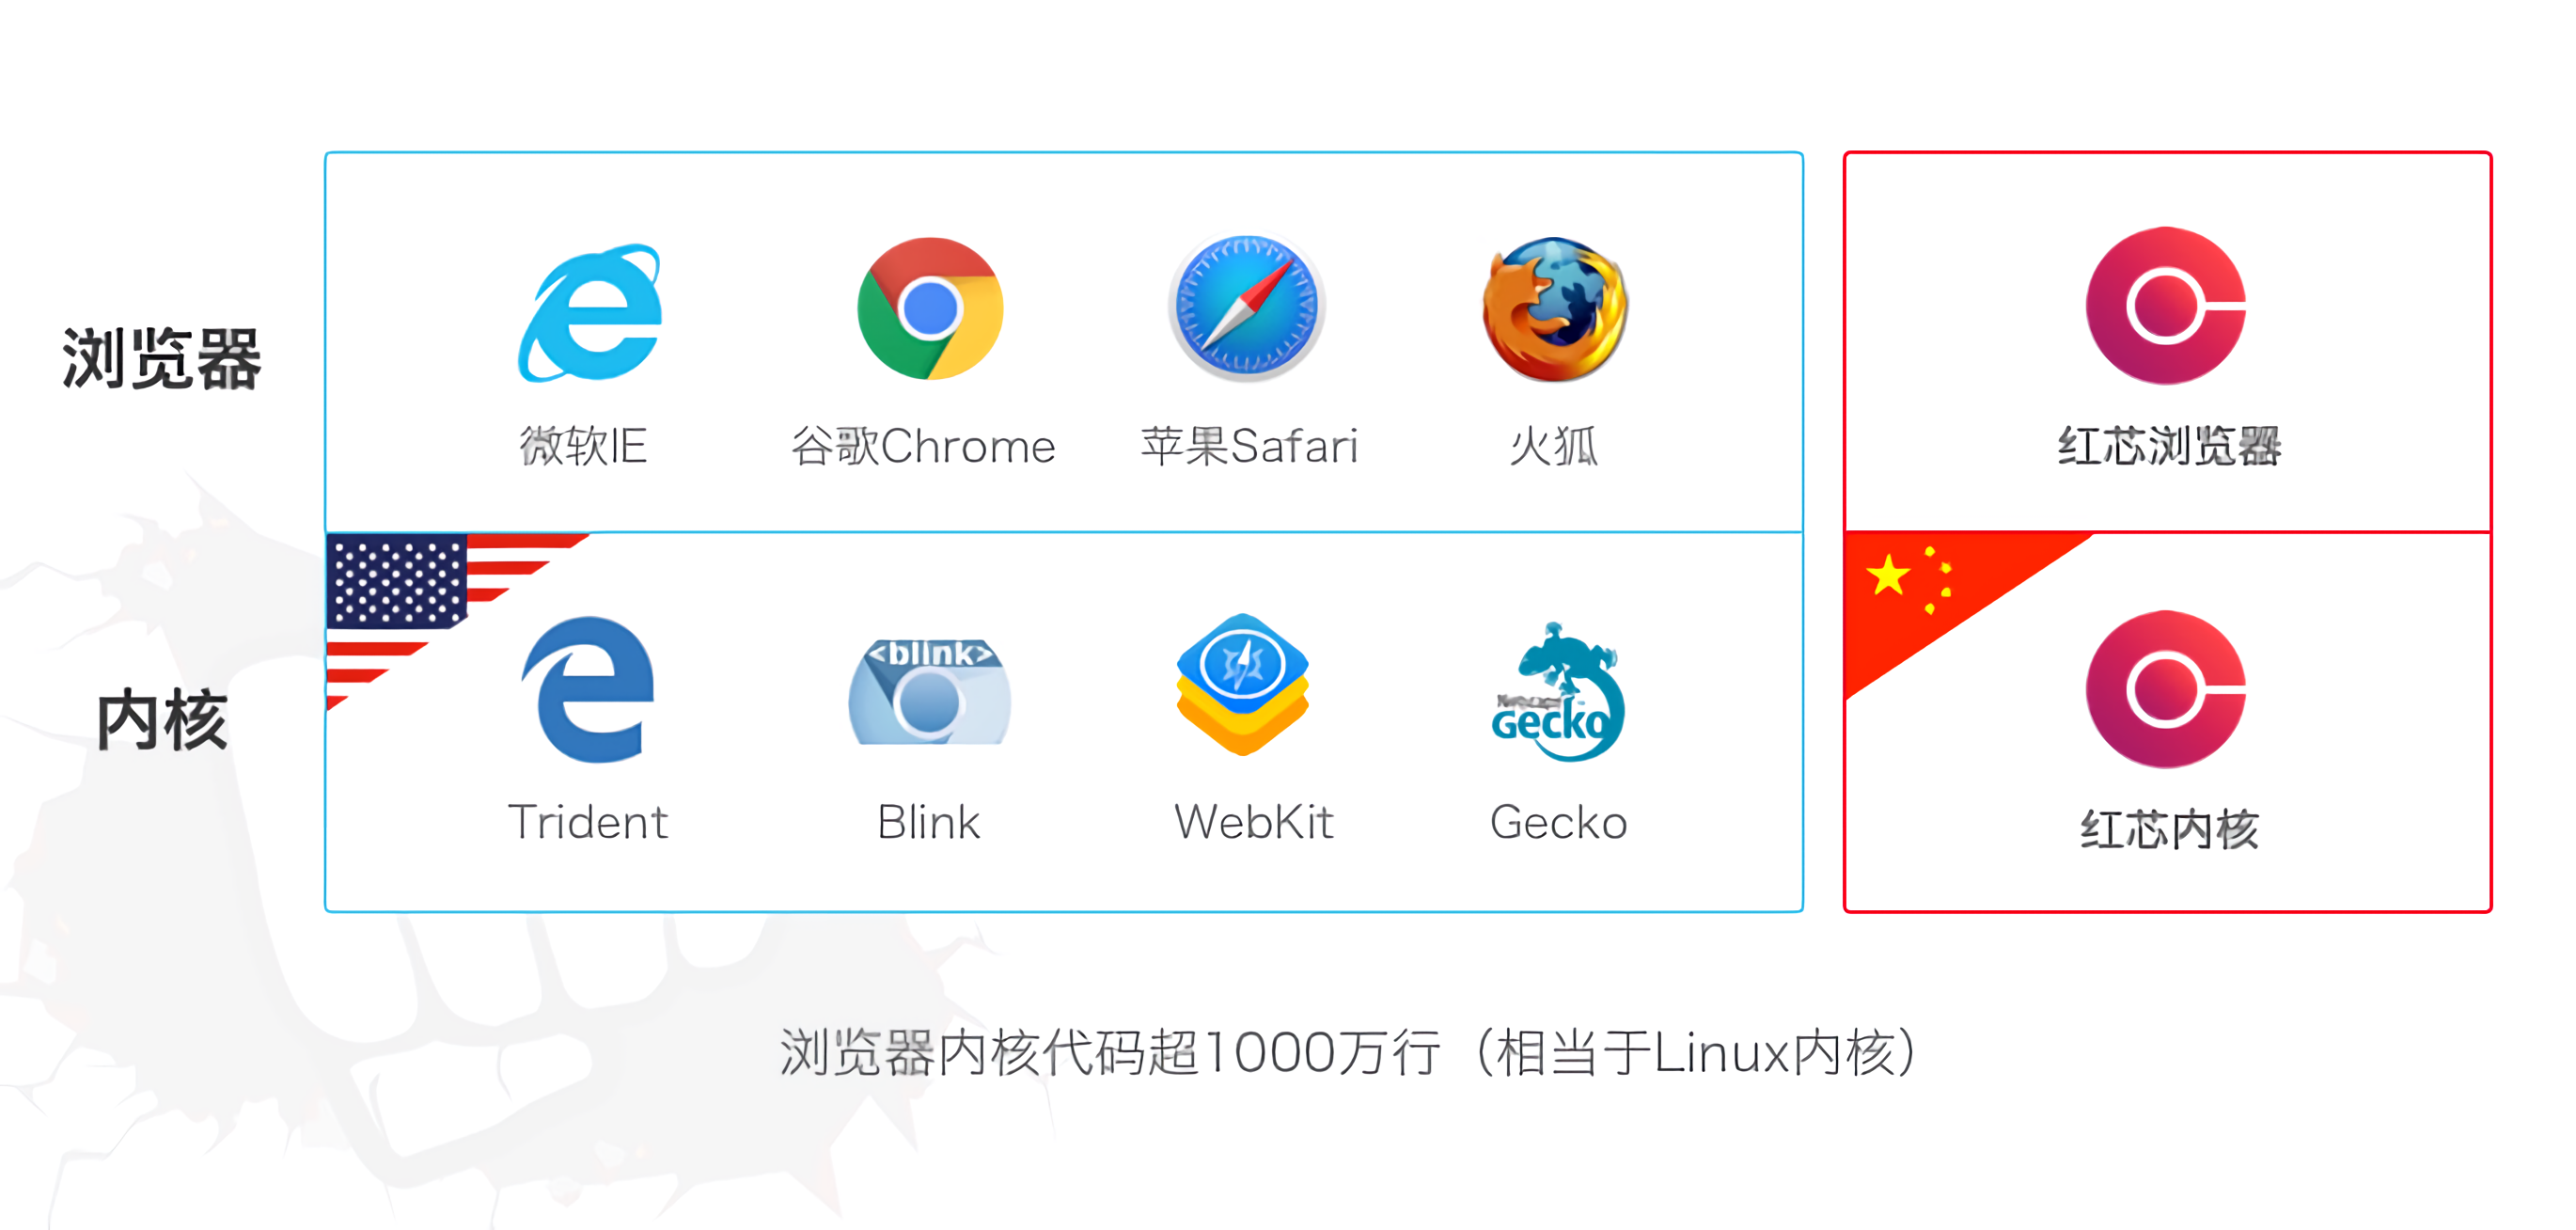 浏览器
微软IE
谷歌Chrome
苹果Safari
火狐
红芯浏览器
内核
<blink>
Gecko
Trident
Blink
WebKit
Gecko
红芯内核
浏览器内核代码超1000万行（相当于Linux内核）